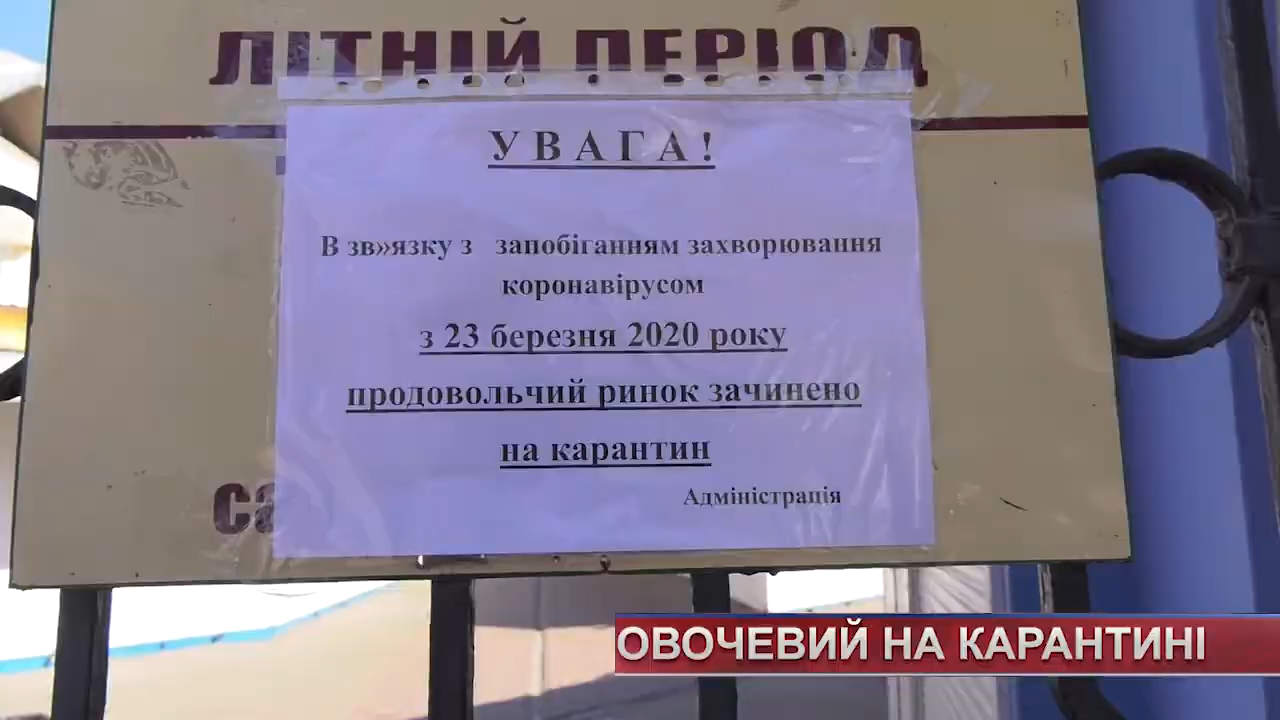 ЛІТНІЙ ПЕРІОД
УВАГА!
В зв»язку з запобіганням захворювання
коронавірусом
з 23 березня 2020 року
продовольчий ринок зачинено
на карантин
Адміністрація
ОВОЧЕВИЙ НА КАРАНТИНІ